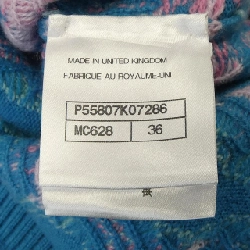 MADE IN UNITED KINGDOM
FABRIQUE AU ROYAUME-UNI
P55807K07286
MC628 36